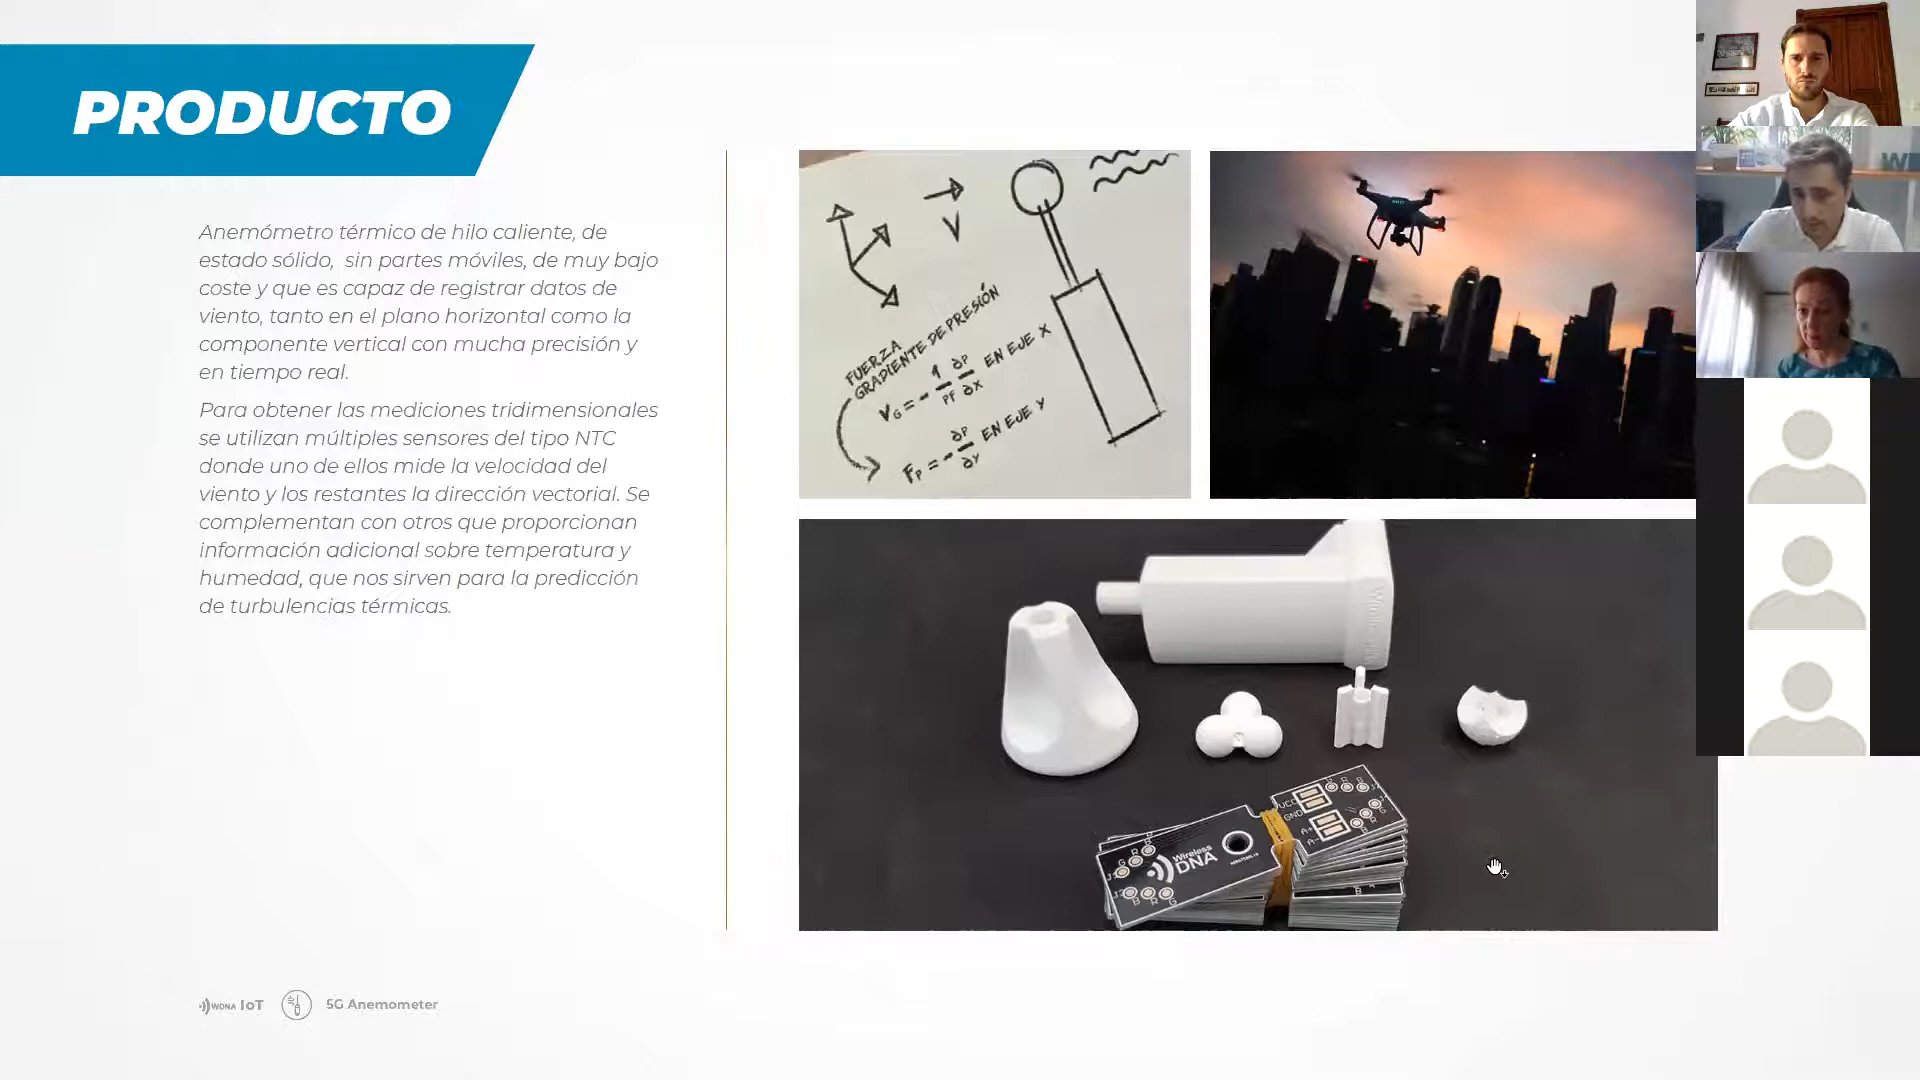 PRODUCTO
Anemómetro térmico de hilo caliente, de
estado sólido,  sin partes móviles, de muy bajo
coste y que es capaz de registrar datos de
viento, tanto en el plano horizontal como la
componente vertical con mucha precisión y
en tiempo real.
Para obtener las mediciones tridimensionales
se utilizan múltiples sensores del tipo NTC
donde uno de ellos mide la velocidad del
viento y los restantes la dirección vectorial. Se
complementan con otros que proporcionan
información adicional sobre temperatura y
humedad, que nos sirven para la predicción
de turbulencias térmicas.
V
FUERZA
GRADIENTE DE PRESIÓN
VG = - 1/PF ∂P/∂X EN EJE X
FP = - ∂P/∂Y EN EJE Y
VCC
GND
A+
A-
R R B J
G
R
B
J
G R B
Wireless
DNA
J
B R G
WDNA IoT
5G Anemometer